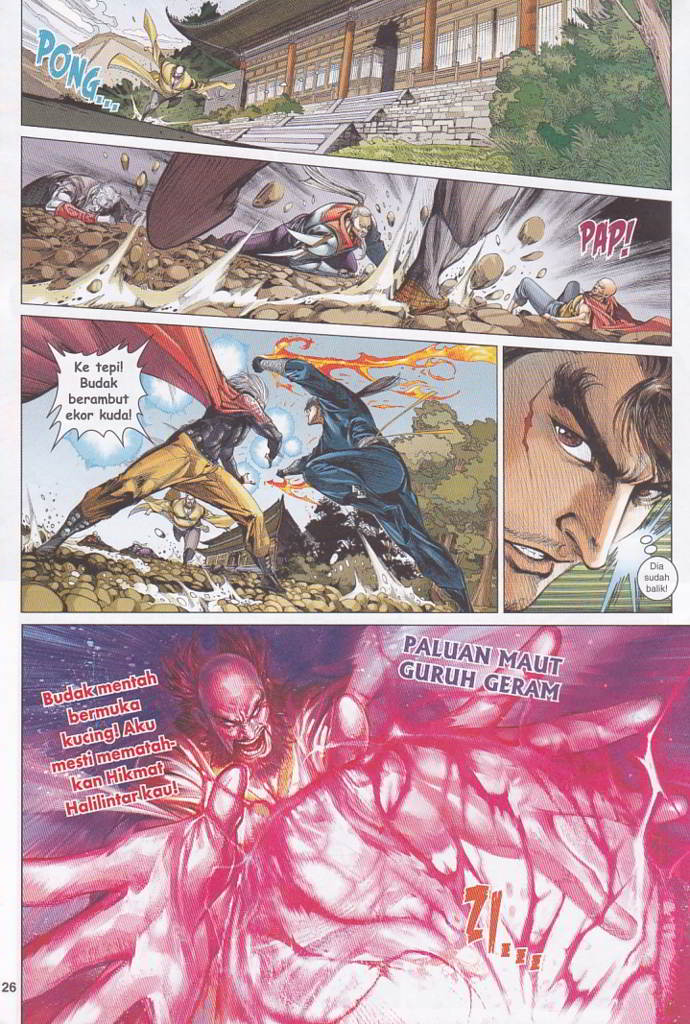 PONG...
PAP!
Ke tepi!
Budak
berambut
ekor kuda!
Dia
sudah
balik!
PALUAN MAUT
GURUH GERAM
Budak mentah
bermuka
kucing! Aku
mesti mematah-
kan Hikmat
Halilintar kau!
ZI...
26